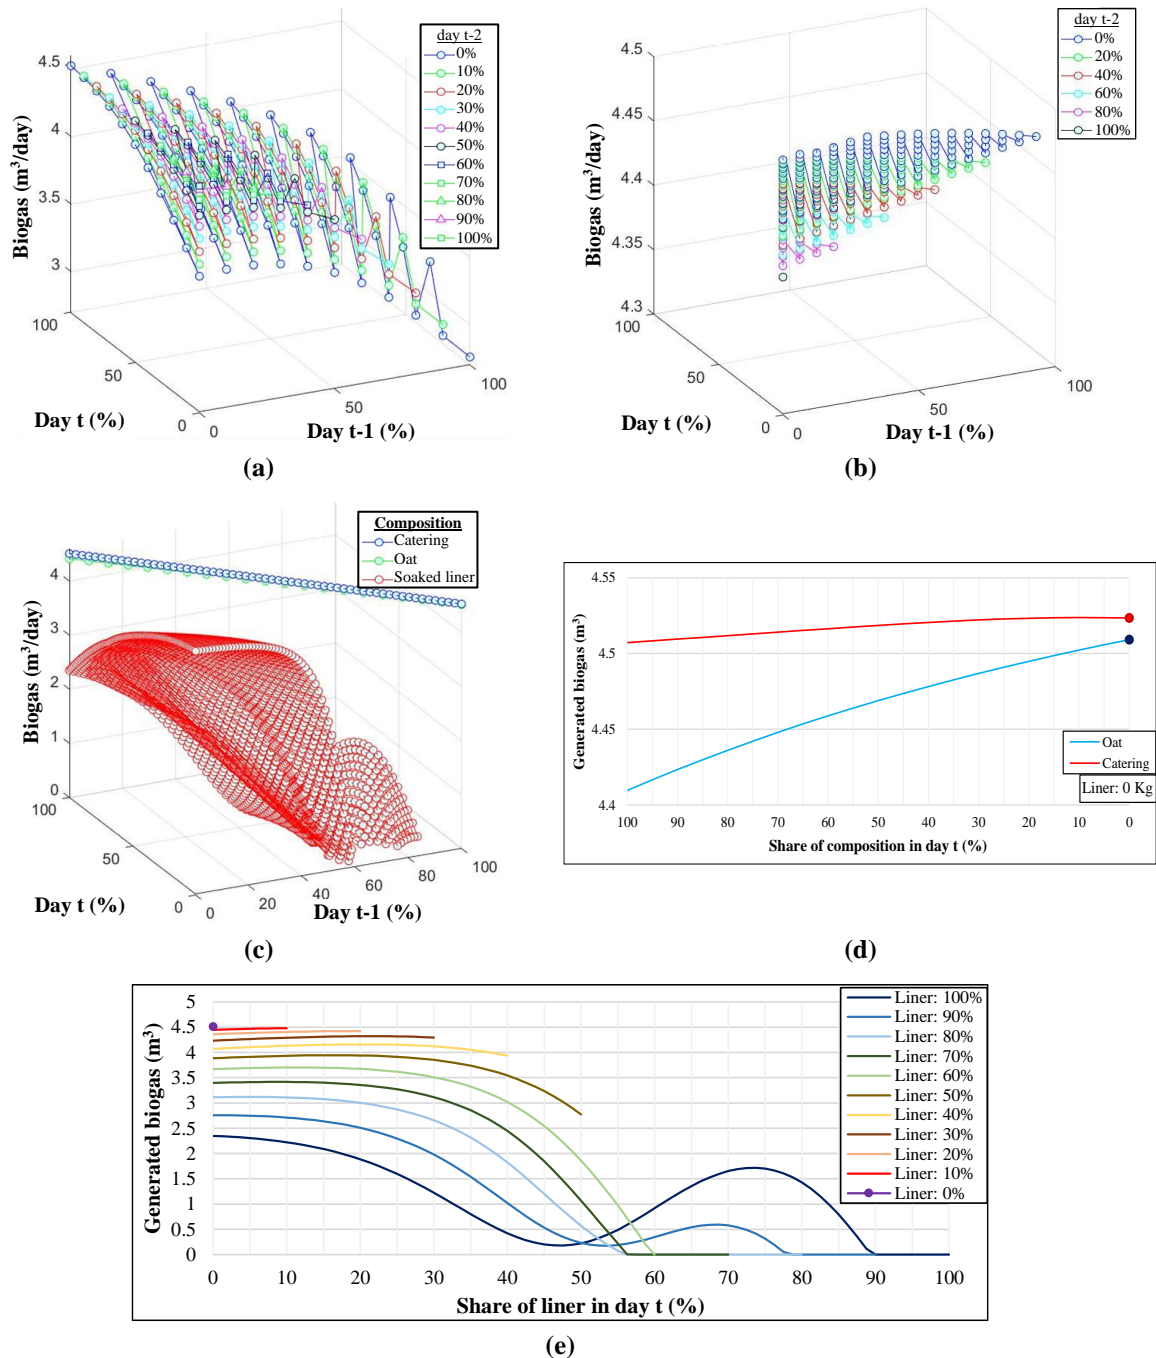 day t-2
0%
10%
20%
30%
40%
50%
60%
70%
80%
90%
100%
4.5
4
3.5
3
Biogas (m³/day)
100
50
0
Day t (%)
0
50
100
Day t-1 (%)
(a)
day t-2
0%
20%
40%
60%
80%
100%
4.5
4.45
4.4
4.35
4.3
Biogas (m³/day)
100
50
0
Day t (%)
0
50
100
Day t-1 (%)
(b)
Composition
Catering
Oat
Soaked liner
4
3
2
1
0
Biogas (m³/day)
100
50
0
Day t (%)
0
20
40
60
80
100
Day t-1 (%)
(c)
4.55
4.5
4.45
4.4
Generated biogas (m³)
Oat
Catering
Liner: 0 Kg
100 90 80 70 60 50 40 30 20 10 0
Share of composition in day t (%)
(d)
5
4.5
4
3.5
3
2.5
2
1.5
1
0.5
0
Generated biogas (m³)
Liner: 100%
Liner: 90%
Liner: 80%
Liner: 70%
Liner: 60%
Liner: 50%
Liner: 40%
Liner: 30%
Liner: 20%
Liner: 10%
Liner: 0%
0 10 20 30 40 50 60 70 80 90 100
Share of liner in day t (%)
(e)